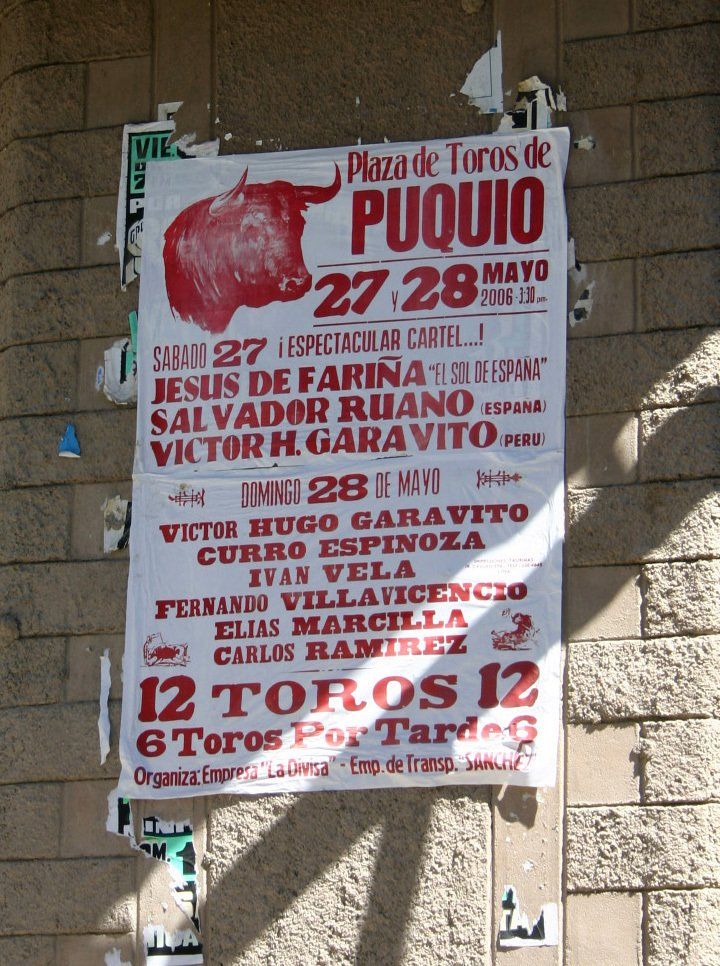 VIE
Plaza de Toros de
PUQUIO
27 Y 28 MAYO
2006 - 3:30 pm.
SABADO 27 ¡ESPECTACULAR CARTEL...!
JESUS DE FARIÑA "EL SOL DE ESPAÑA"
SALVADOR RUANO (ESPAÑA)
VICTOR H. GARAVITO (PERU)
DOMINGO 28 DE MAYO
VICTOR HUGO GARAVITO
CURRO ESPINOZA
IVAN VELA
FERNANDO VILLAVICENCIO
ELIAS MARCILLA
CARLOS RAMIREZ
12 TOROS 12
6 Toros Por Tarde 6
Organiza: Empresa "La Divisa" - Emp. de Transp. "SANCHEZ"